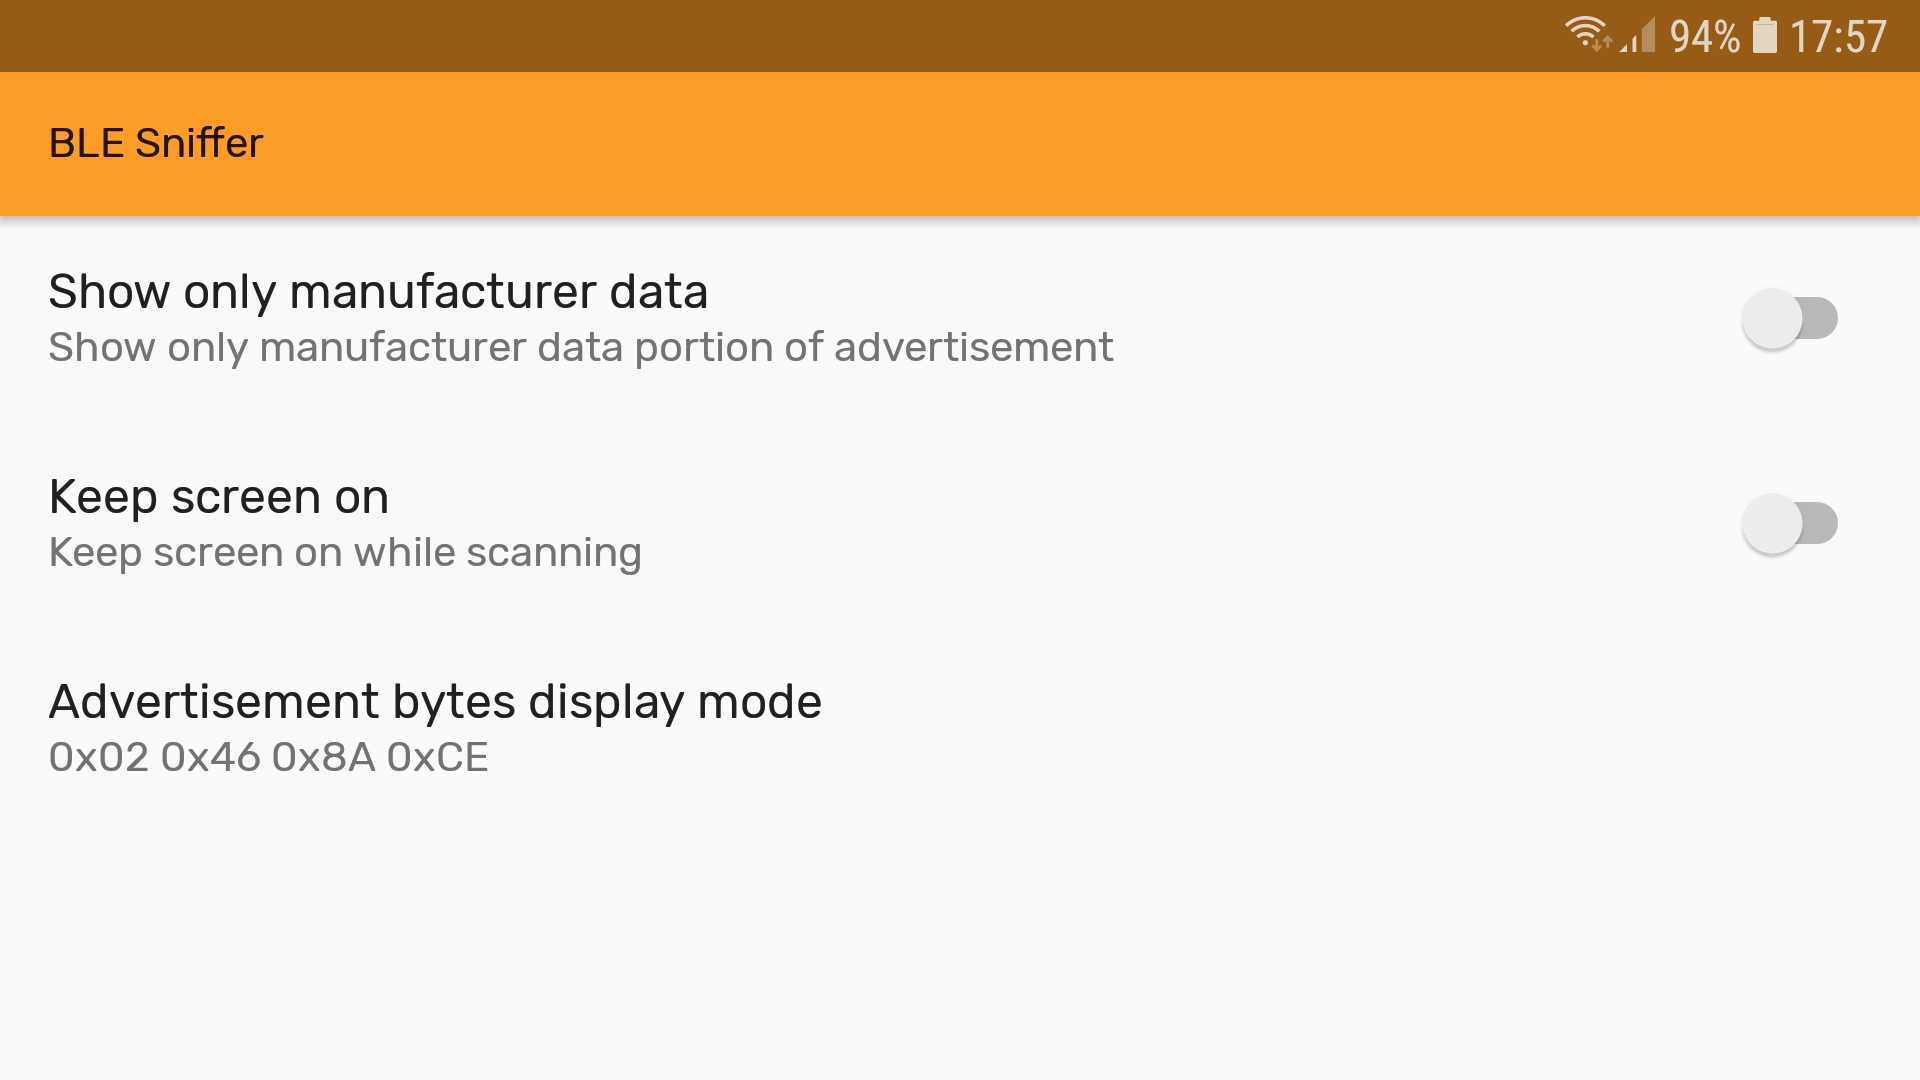 94% 17:57
BLE Sniffer
Show only manufacturer data
Show only manufacturer data portion of advertisement
Keep screen on
Keep screen on while scanning
Advertisement bytes display mode
0x02 0x46 0x8A 0xCE